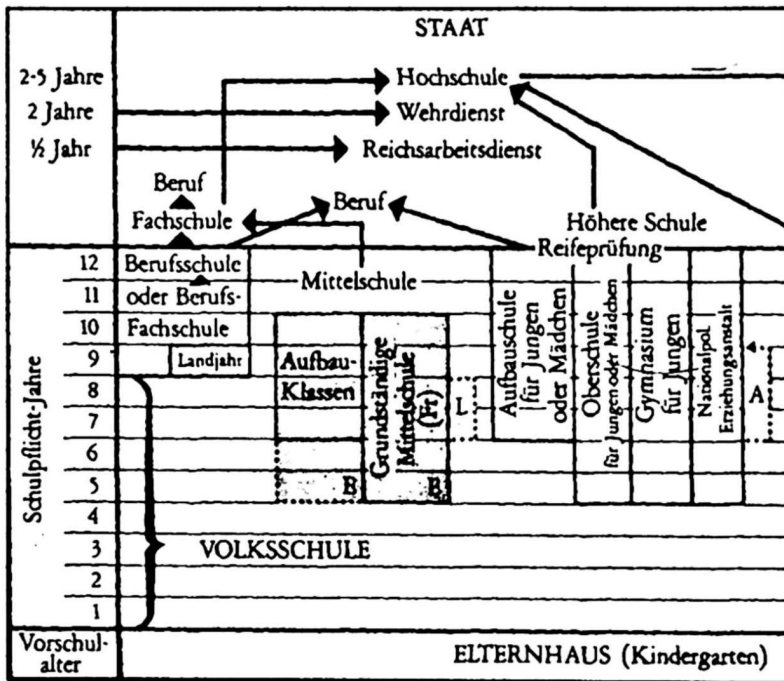 STAAT
2-5 Jahre
Hochschule
2 Jahre
Wehrdienst
½ Jahr
Reichsarbeitsdienst
Beruf
Beruf
Fachschule
Höhere Schule
Reifeprüfung
Schulpflicht-Jahre
12
11
10
9
8
7
6
5
4
3
2
1
Berufsschule
oder Berufs-
Fachschule
Landjahr
Mittelschule
Aufbau-
Klassen
B
Grundständige
Mittelschule
(Ft)
B
L
Aufbauschule
für Jungen
oder Mädchen
Oberschule
für Jungen oder Mädchen
Gymnasium
für Jungen
Nationalpol.
Erziehungsanstalt
A
VOLKSSCHULE
Vorschul-
alter
ELTERNHAUS (Kindergarten)